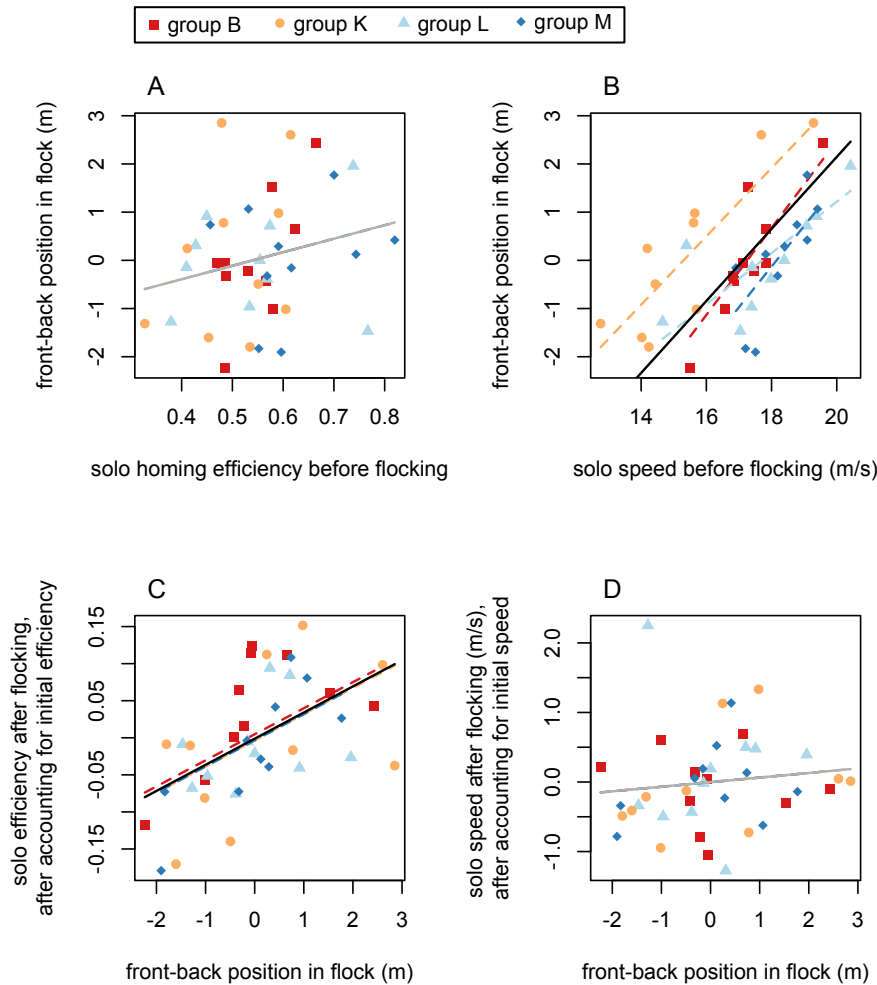 group B group K group L group M
A
front-back position in flock (m)
3
2
1
0
-1
-2
0.4 0.5 0.6 0.7 0.8
solo homing efficiency before flocking
B
front-back position in flock (m)
3
2
1
0
-1
-2
14 16 18 20
solo speed before flocking (m/s)
C
solo efficiency after flocking,
after accounting for initial efficiency
0.15
0.05
-0.05
-0.15
-2 -1 0 1 2 3
front-back position in flock (m)
D
solo speed after flocking (m/s),
after accounting for initial speed
2.0
1.0
0.0
-1.0
-2 -1 0 1 2 3
front-back position in flock (m)